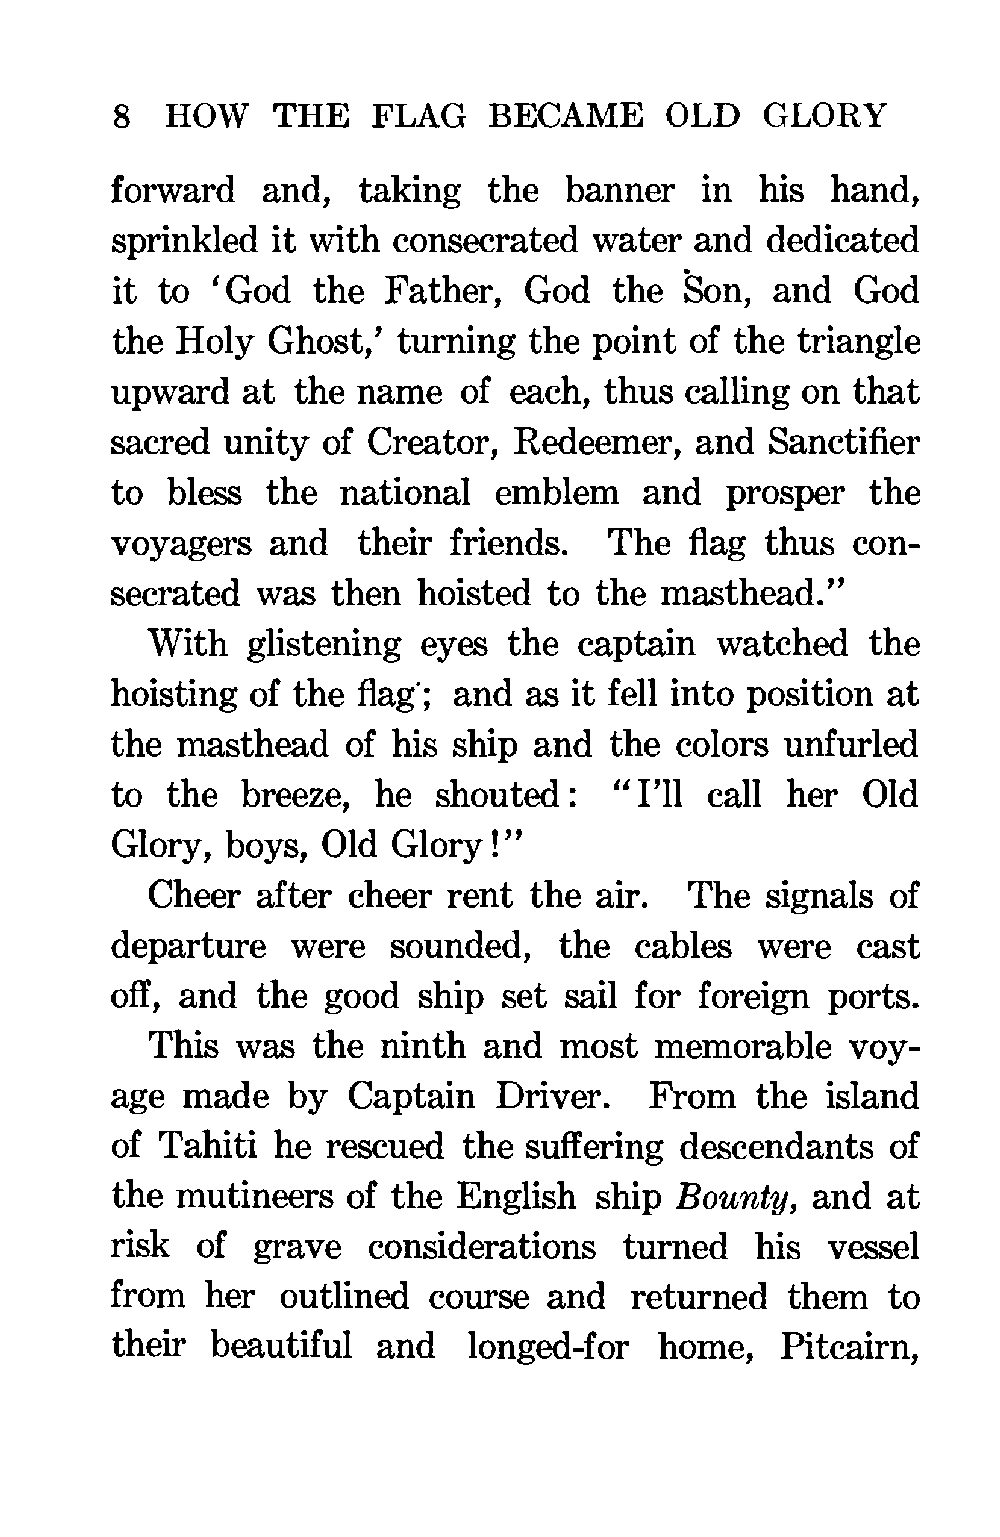 8 HOW THE FLAG BECAME OLD GLORY
forward and, taking the banner in his hand,
sprinkled it with consecrated water and dedicated
it to ‘God the Father, God the Son, and God
the Holy Ghost,’ turning the point of the triangle
upward at the name of each, thus calling on that
sacred unity of Creator, Redeemer, and Sanctifier
to bless the national emblem and prosper the
voyagers and their friends. The flag thus con-
secrated was then hoisted to the masthead.”
With glistening eyes the captain watched the
hoisting of the flag; and as it fell into position at
the masthead of his ship and the colors unfurled
to the breeze, he shouted: “I’ll call her Old
Glory, boys, Old Glory!”
Cheer after cheer rent the air. The signals of
departure were sounded, the cables were cast
off, and the good ship set sail for foreign ports.
This was the ninth and most memorable voy-
age made by Captain Driver. From the island
of Tahiti he rescued the suffering descendants of
the mutineers of the English ship Bounty, and at
risk of grave considerations turned his vessel
from her outlined course and returned them to
their beautiful and longed-for home, Pitcairn,